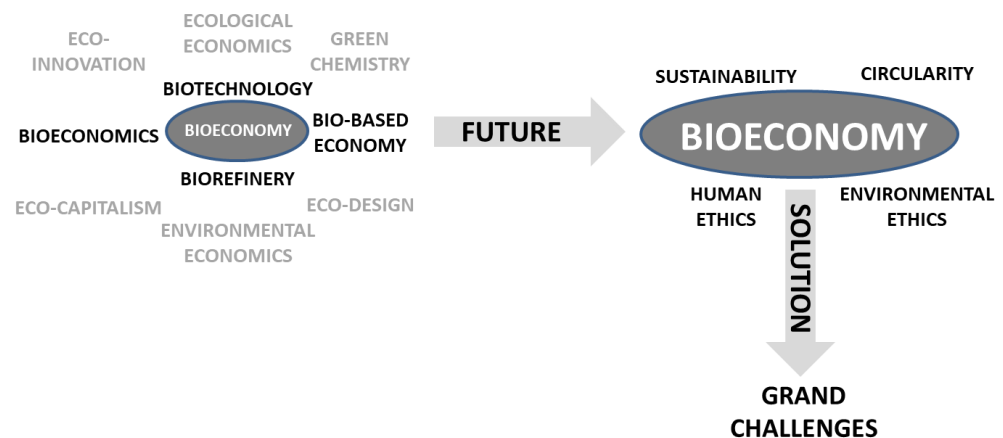 ECO-
INNOVATION
ECOLOGICAL
ECONOMICS
GREEN
CHEMISTRY
BIOTECHNOLOGY
BIOECONOMICS
BIOECONOMY
BIO-BASED
ECONOMY
BIOREFINERY
ECO-CAPITALISM
ENVIRONMENTAL
ECONOMICS
ECO-DESIGN
FUTURE
SUSTAINABILITY
CIRCULARITY
BIOECONOMY
HUMAN
ETHICS
ENVIRONMENTAL
ETHICS
SOLUTION
GRAND
CHALLENGES